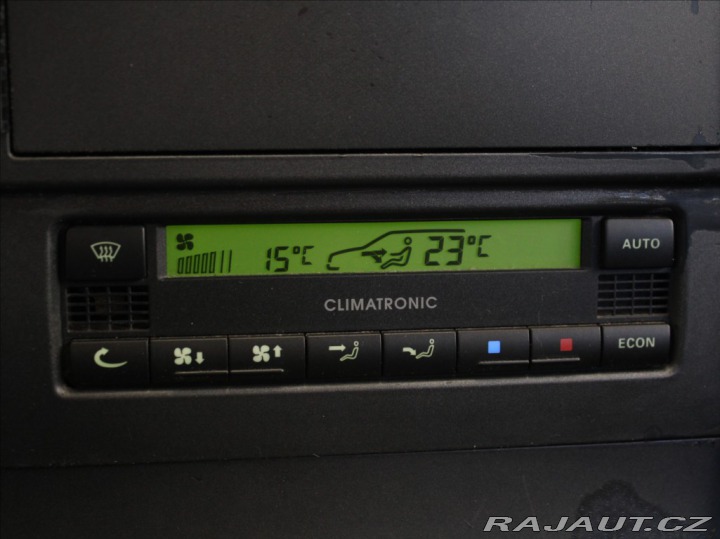 15°C 23°C
AUTO
CLIMATRONIC
ECON
RAJAUT.CZ